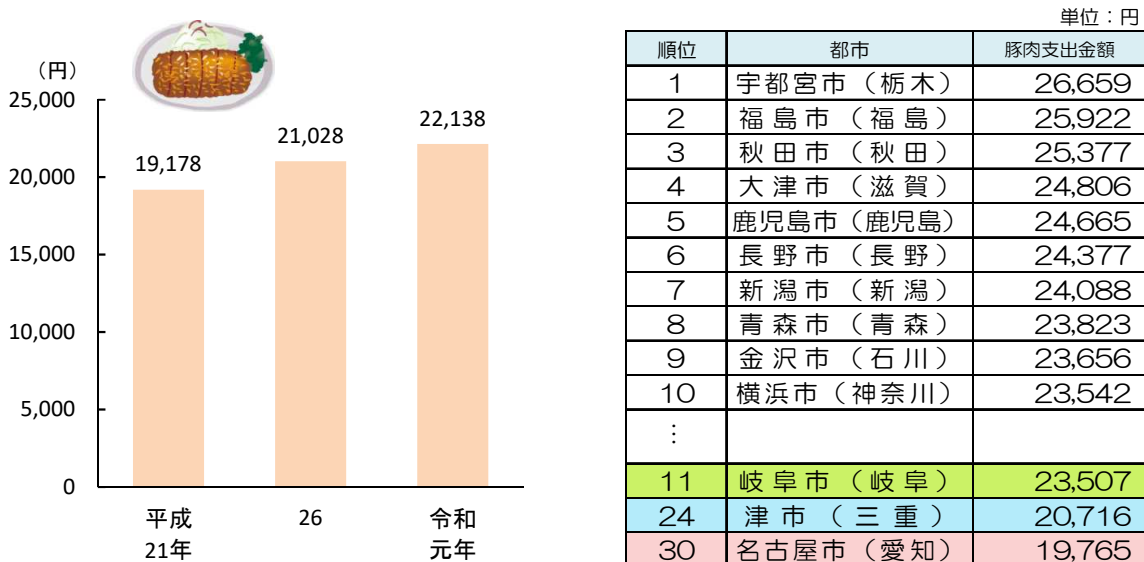 （円）
25,000
20,000
15,000
10,000
5,000
0
19,178
21,028
22,138
平成
21年
26
令和
元年
単位：円
順位 都市 豚肉支出金額
1 宇都宮市（栃木） 26,659
2 福島市（福島） 25,922
3 秋田市（秋田） 25,377
4 大津市（滋賀） 24,806
5 鹿児島市（鹿児島） 24,665
6 長野市（長野） 24,377
7 新潟市（新潟） 24,088
8 青森市（青森） 23,823
9 金沢市（石川） 23,656
10 横浜市（神奈川） 23,542
⋮
11 岐阜市（岐阜） 23,507
24 津市（三重） 20,716
30 名古屋市（愛知） 19,765